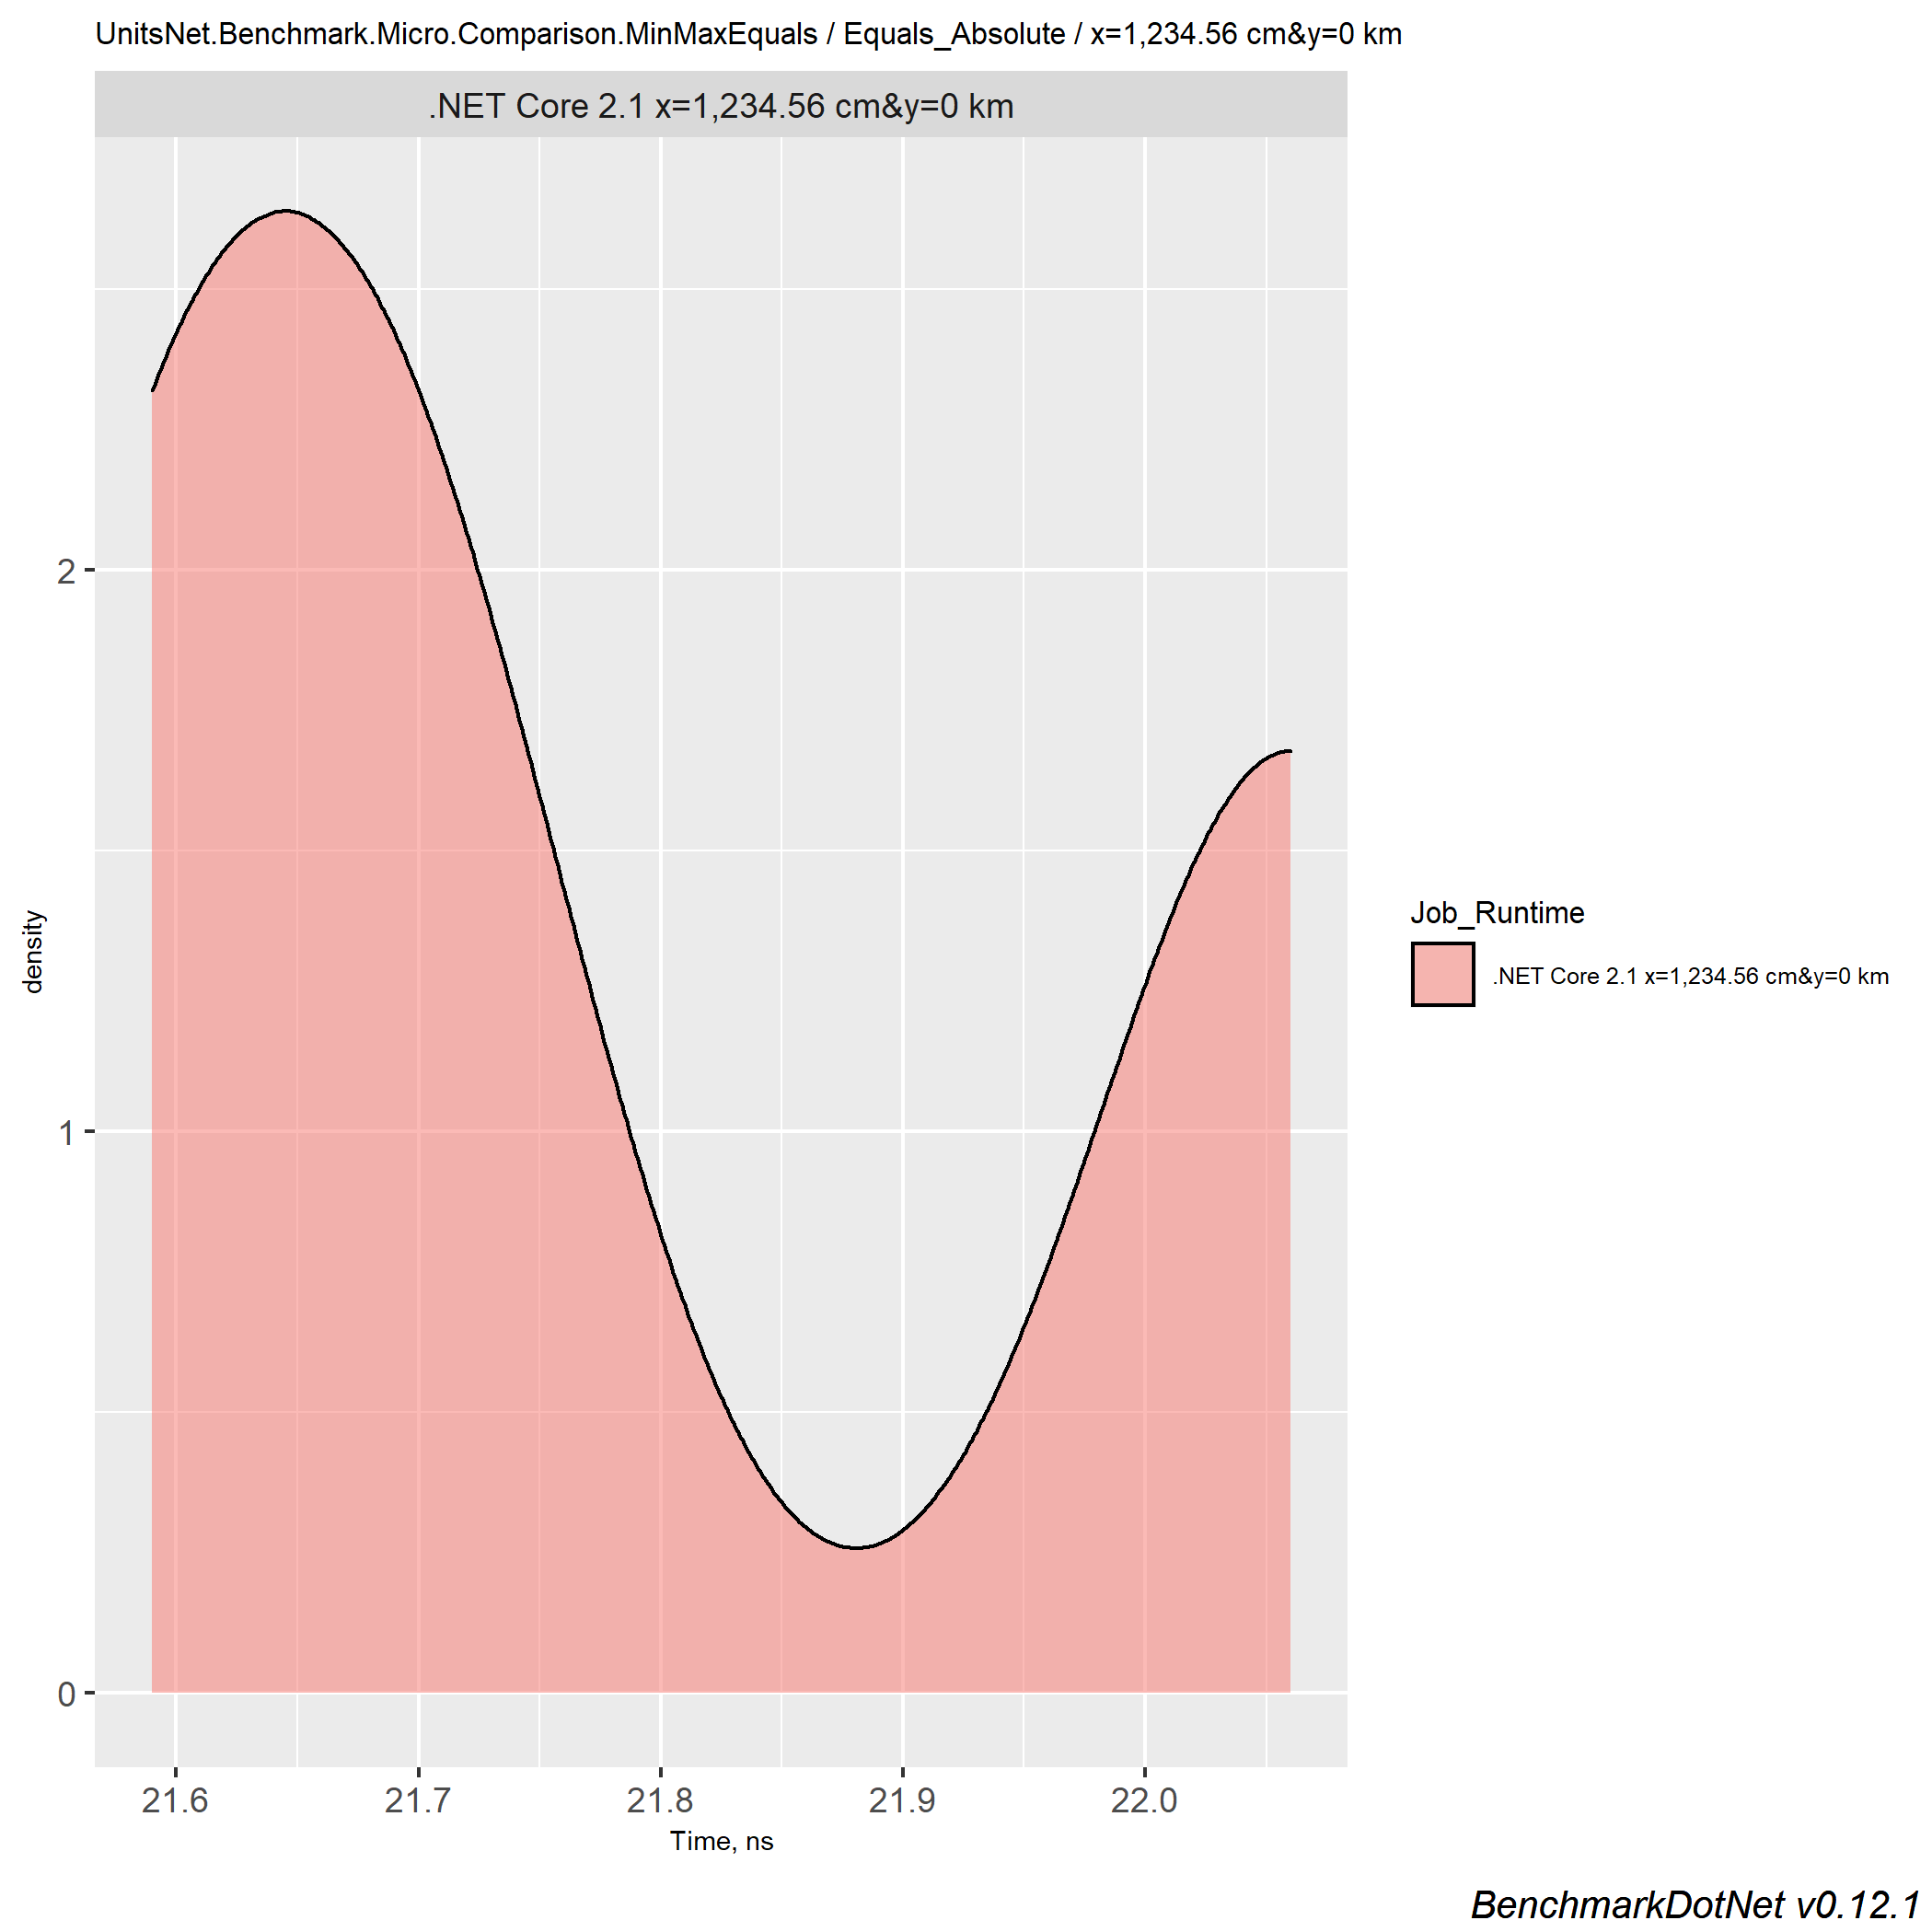 UnitsNet.Benchmark.Micro.Comparison.MinMaxEquals / Equals_Absolute / x=1,234.56 cm&y=0 km
.NET Core 2.1 x=1,234.56 cm&y=0 km
2
1
0
density
21.6 21.7 21.8 21.9 22.0
Time, ns
Job_Runtime
.NET Core 2.1 x=1,234.56 cm&y=0 km
BenchmarkDotNet v0.12.1